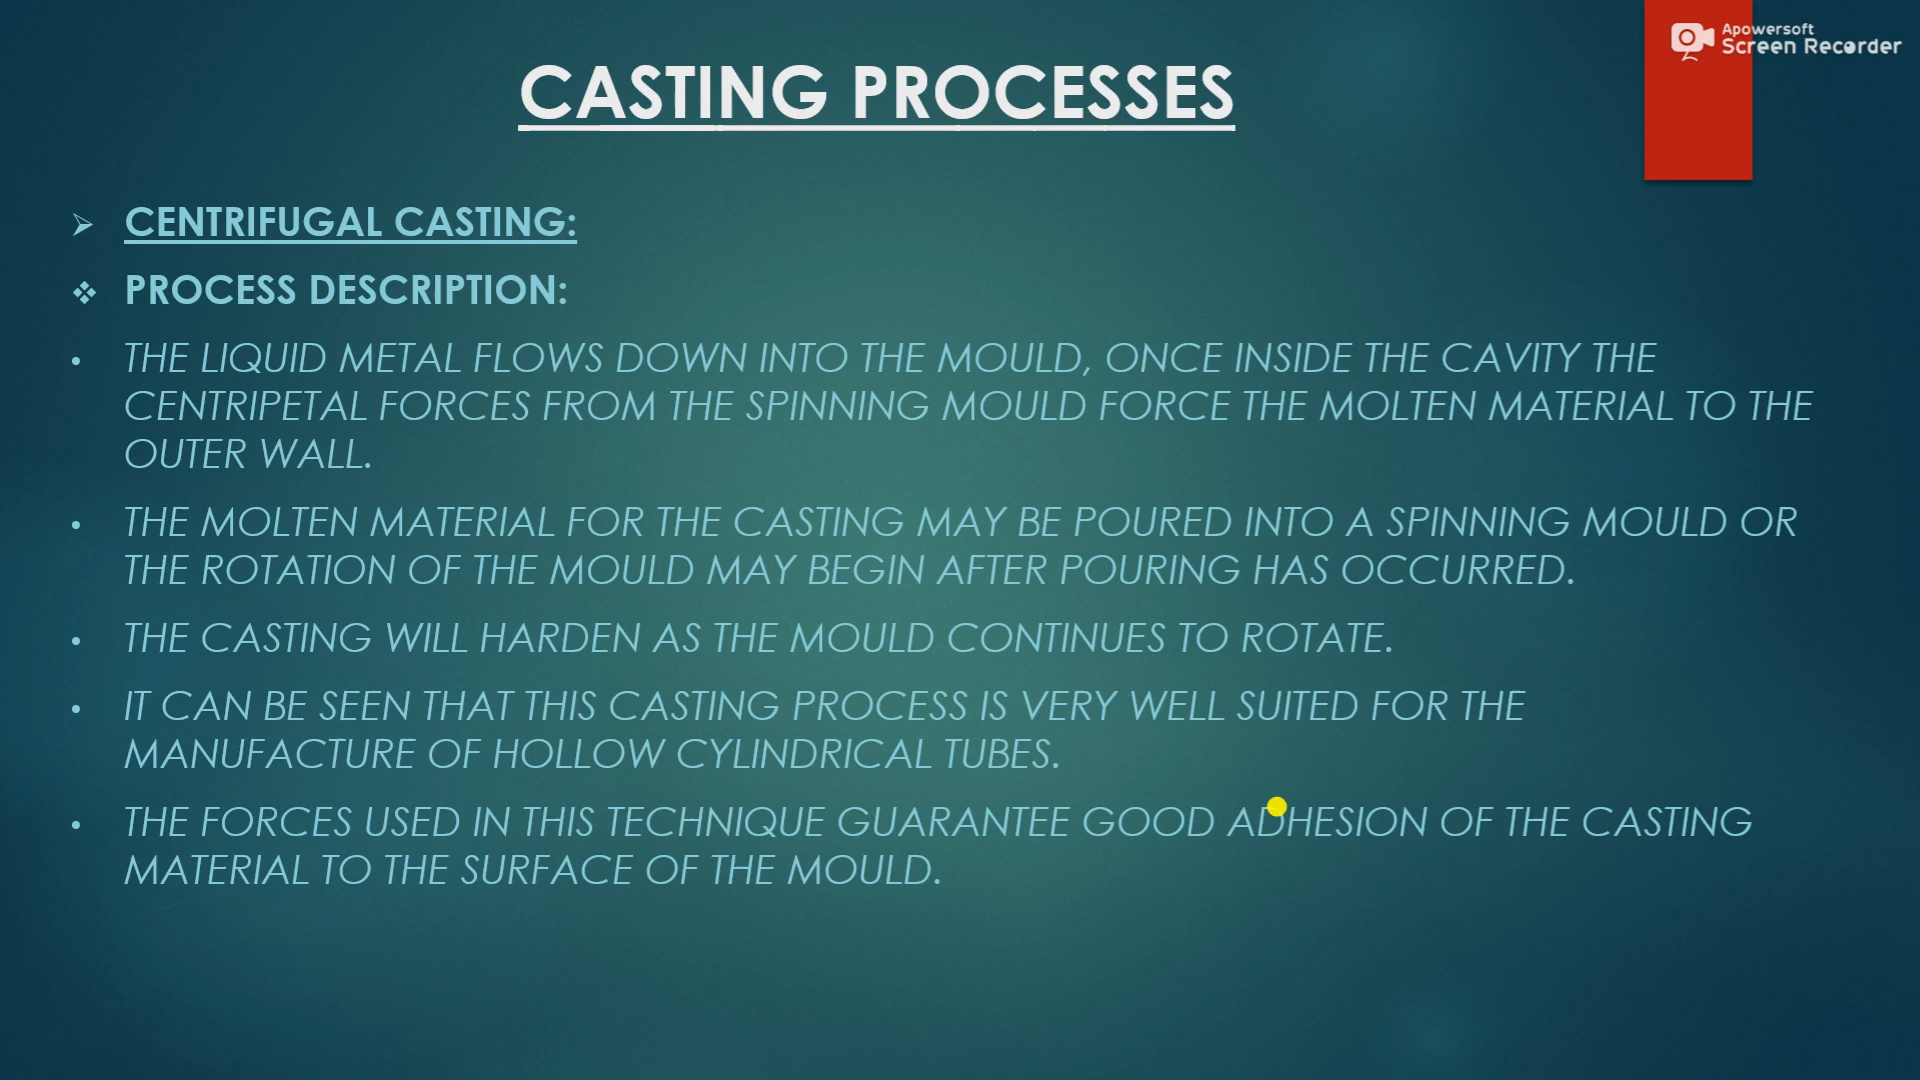 Apowersoft
Screen Recorder
CASTING PROCESSES
CENTRIFUGAL CASTING:
PROCESS DESCRIPTION:
THE LIQUID METAL FLOWS DOWN INTO THE MOULD, ONCE INSIDE THE CAVITY THE
CENTRIPETAL FORCES FROM THE SPINNING MOULD FORCE THE MOLTEN MATERIAL TO THE
OUTER WALL.
THE MOLTEN MATERIAL FOR THE CASTING MAY BE POURED INTO A SPINNING MOULD OR
THE ROTATION OF THE MOULD MAY BEGIN AFTER POURING HAS OCCURRED.
THE CASTING WILL HARDEN AS THE MOULD CONTINUES TO ROTATE.
IT CAN BE SEEN THAT THIS CASTING PROCESS IS VERY WELL SUITED FOR THE
MANUFACTURE OF HOLLOW CYLINDRICAL TUBES.
THE FORCES USED IN THIS TECHNIQUE GUARANTEE GOOD ADHESION OF THE CASTING
MATERIAL TO THE SURFACE OF THE MOULD.